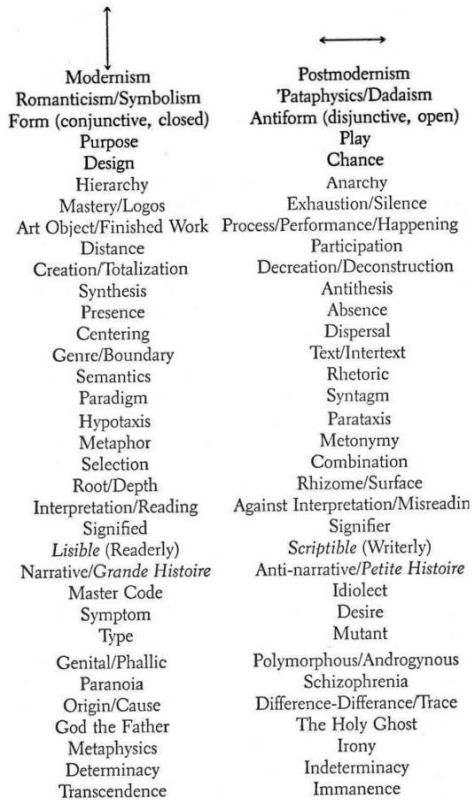 Modernism Postmodernism
Romanticism/Symbolism 'Pataphysics/Dadaism
Form (conjunctive, closed) Antiform (disjunctive, open)
Purpose Play
Design Chance
Hierarchy Anarchy
Mastery/Logos Exhaustion/Silence
Art Object/Finished Work Process/Performance/Happening
Distance Participation
Creation/Totalization Decreation/Deconstruction
Synthesis Antithesis
Presence Absence
Centering Dispersal
Genre/Boundary Text/Intertext
Semantics Rhetoric
Paradigm Syntagm
Hypotaxis Parataxis
Metaphor Metonymy
Selection Combination
Root/Depth Rhizome/Surface
Interpretation/Reading Against Interpretation/Misreadin
Signified Signifier
Lisible (Readerly) Scriptible (Writerly)
Narrative/Grande Histoire Anti-narrative/Petite Histoire
Master Code Idiolect
Symptom Desire
Type Mutant
Genital/Phallic Polymorphous/Androgynous
Paranoia Schizophrenia
Origin/Cause Difference-Differance/Trace
God the Father The Holy Ghost
Metaphysics Irony
Determinacy Indeterminacy
Transcendence Immanence